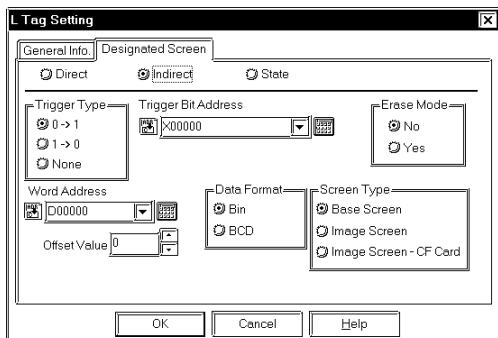 L Tag Setting
General Info. Designated Screen
Direct Indirect State
Trigger Type Trigger Bit Address Erase Mode
0 -> 1 X00000 No
1 -> 0 Yes
None
Word Address Data Format Screen Type
D00000 Bin Base Screen
Offset Value 0 BCD Image Screen
Image Screen - CF Card
OK Cancel Help